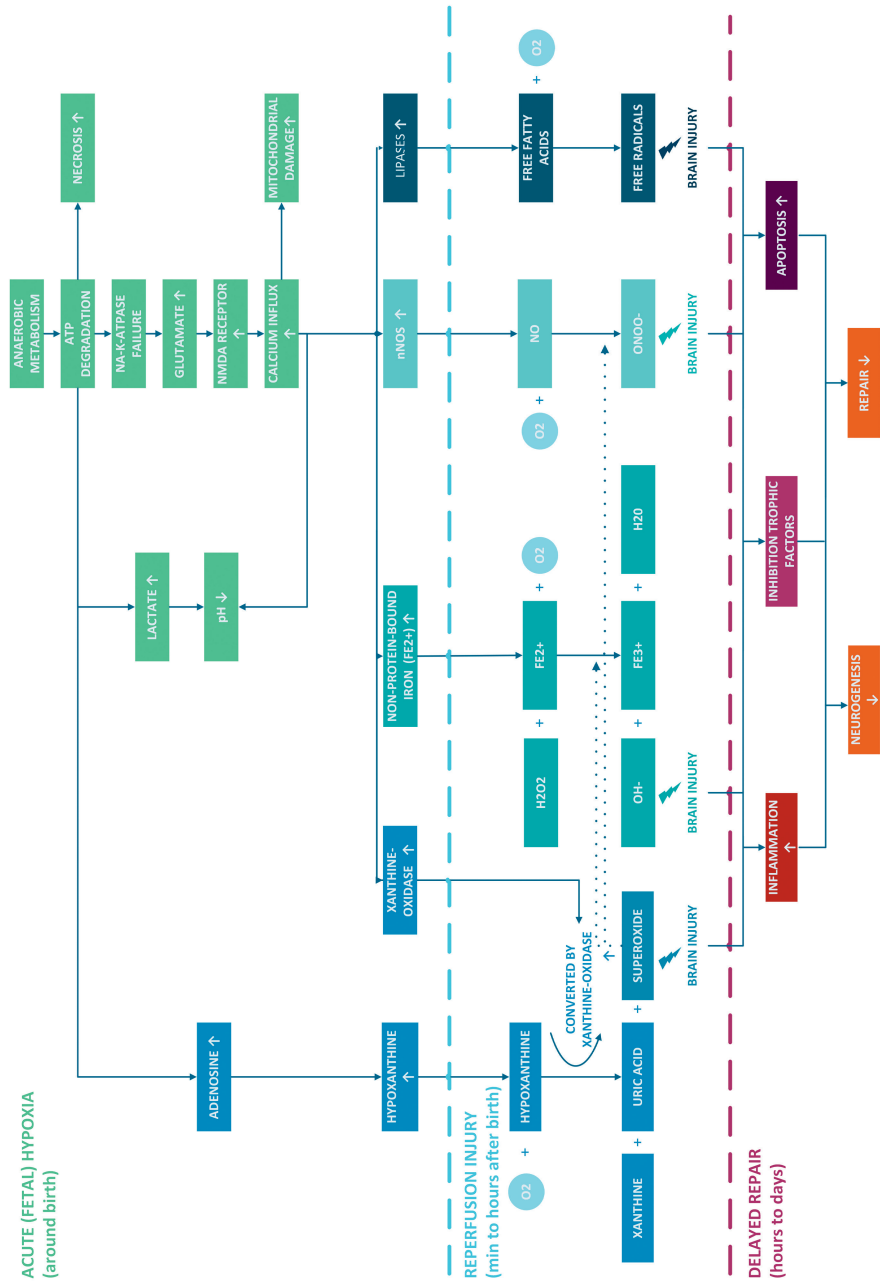 ACUTE (FETAL) HYPOXIA
(around birth)
ANAEROBIC
METABOLISM
ATP
DEGRADATION
NECROSIS ↑
NA-K-ATPASE
FAILURE
LACTATE ↑
GLUTAMATE ↑
ADENOSINE ↑
pH ↓
NMDA RECEPTOR
↑
CALCIUM INFLUX
↑
MITOCHONDRIAL
DAMAGE ↑
HYPOXANTHINE
↑
XANTHINE-
OXIDASE ↑
NON-PROTEIN-BOUND
IRON (FE2+) ↑
nNOS ↑
LIPASES ↑
REPERFUSION INJURY
(min to hours after birth)
O2
+
HYPOXANTHINE
H2O2
+
FE2+
+
O2
O2
+
NO
FREE FATTY
ACIDS
+
O2
CONVERTED BY
XANTHINE-OXIDASE
XANTHINE
+
URIC ACID
+
SUPEROXIDE
OH-
+
FE3+
+
H20
ONOO-
FREE RADICALS
BRAIN INJURY
BRAIN INJURY
BRAIN INJURY
BRAIN INJURY
DELAYED REPAIR
(hours to days)
INFLAMMATION
↑
INHIBITION TROPHIC
FACTORS
APOPTOSIS ↑
NEUROGENESIS
↓
REPAIR ↓